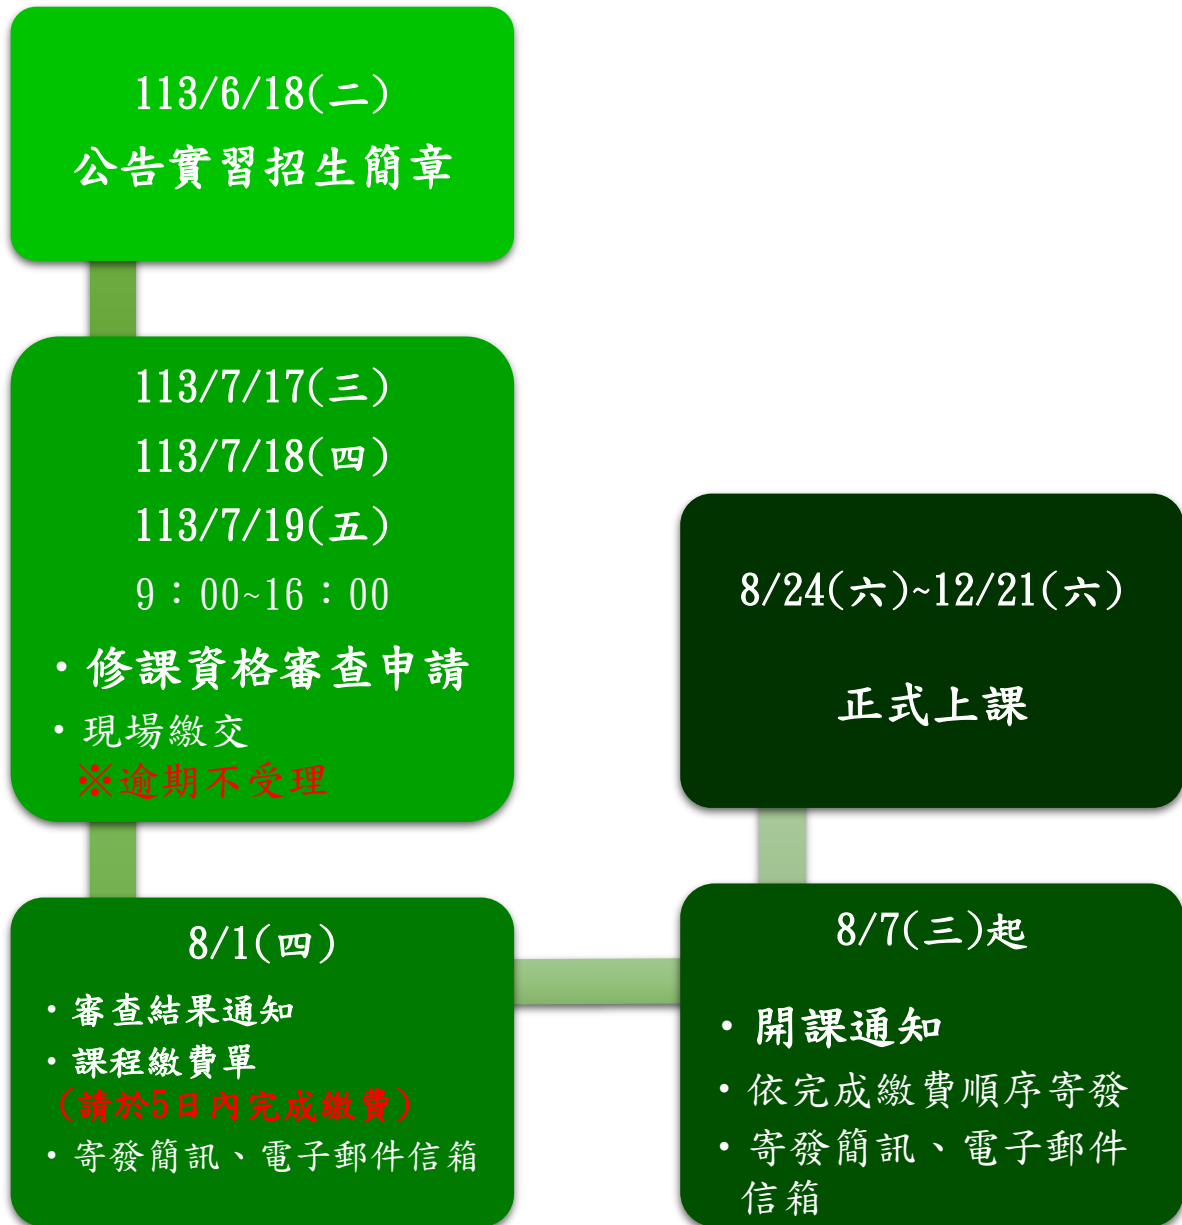 113/6/18(二)
公告實習招生簡章
113/7/17(三)
113/7/18(四)
113/7/19(五)
9：00~16：00
•修課資格審查申請
•現場繳交
※逾期不受理
8/1(四)
•審查結果通知
•課程繳費單
(請於5日內完成繳費)
•寄發簡訊、電子郵件信箱
8/7(三)起
•開課通知
•依完成繳費順序寄發
•寄發簡訊、電子郵件
信箱
8/24(六)~12/21(六)
正式上課